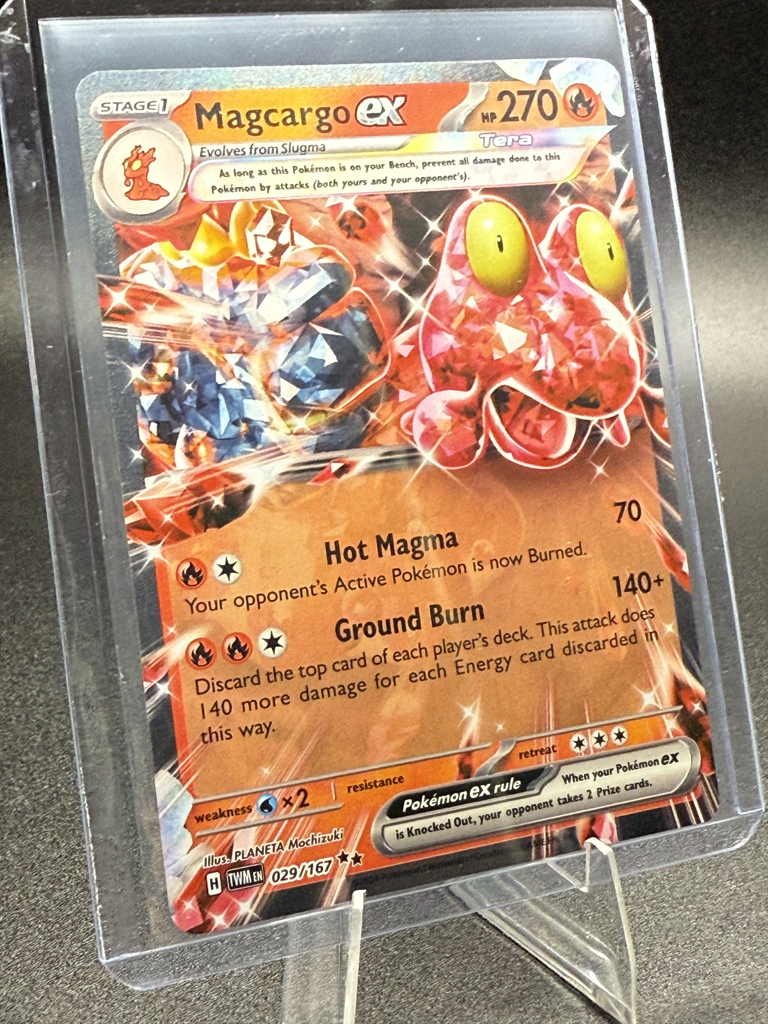 STAGE1 Magcargo ex HP 270
Evolves from Slugma Tera
As long as this Pokémon is on your Bench, prevent all damage done to this
Pokémon by attacks (both yours and your opponent's).
Hot Magma 70
Your opponent's Active Pokémon is now Burned.
Ground Burn 140+
Discard the top card of each player's deck. This attack does
140 more damage for each Energy card discarded in
this way.
weakness ×2 resistance retreat
Pokémon ex rule When your Pokémon ex
is Knocked Out, your opponent takes 2 Prize cards.
Illus. PLANETA Mochizuki
H TWM EN 029/167 ★★